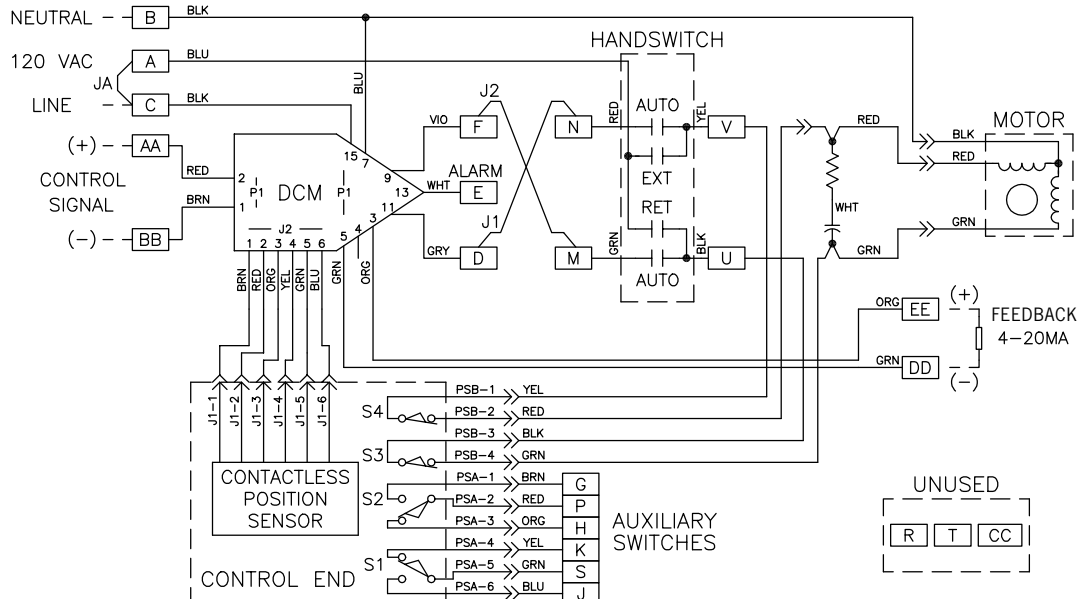 NEUTRAL
B
BLK
120 VAC
A
BLU
JA
LINE
C
BLK
BLU
(+)
AA
RED
CONTROL
SIGNAL
BRN
(-)
BB
2
1
P1
DCM
P1
15
7
9
13
11
3
4
5
J2
1 2 3 4 5 6
BRN
RED
ORG
YEL
GRN
BLU
GRN
ORG
VIO
F
J2
WHT
ALARM
E
J1
GRY
D
N
M
HANDSWITCH
RED
AUTO
YEL
V
EXT
RET
GRN
BLK
U
AUTO
RED
WHT
GRN
MOTOR
BLK
RED
GRN
ORG
EE
(+)
FEEDBACK
4-20MA
GRN
DD
(-)
J1-1
J1-2
J1-3
J1-4
J1-5
J1-6
CONTACTLESS
POSITION
SENSOR
CONTROL END
S4
PSB-1
YEL
PSB-2
RED
S3
PSB-3
BLK
PSB-4
GRN
S2
PSA-1
BRN
G
PSA-2
RED
P
PSA-3
ORG
H
S1
PSA-4
YEL
K
PSA-5
GRN
S
PSA-6
BLU
J
AUXILIARY
SWITCHES
UNUSED
R
T
CC